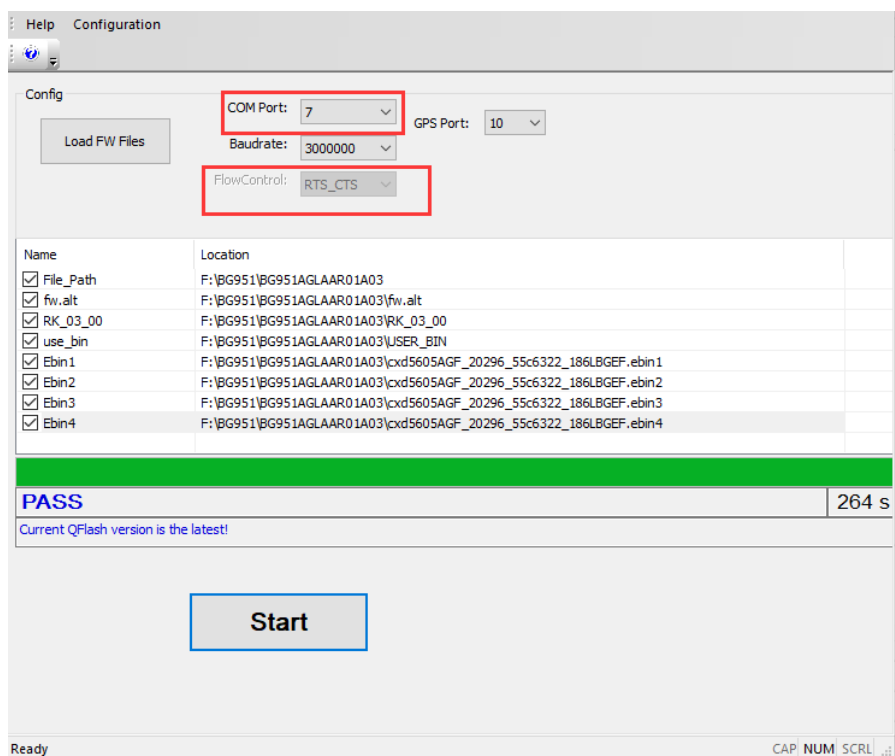 Help Configuration
Config
Load FW Files
COM Port: 7
GPS Port: 10
Baudrate: 3000000
FlowControl: RTS_CTS
Name Location
File_Path F:\BG951\BG951AGLAAR01A03
fw.alt F:\BG951\BG951AGLAAR01A03\fw.alt
RK_03_00 F:\BG951\BG951AGLAAR01A03\RK_03_00
use_bin F:\BG951\BG951AGLAAR01A03\USER_BIN
Ebin1 F:\BG951\BG951AGLAAR01A03\cxd5605AGF_20296_55c6322_186LBGEF.ebin1
Ebin2 F:\BG951\BG951AGLAAR01A03\cxd5605AGF_20296_55c6322_186LBGEF.ebin2
Ebin3 F:\BG951\BG951AGLAAR01A03\cxd5605AGF_20296_55c6322_186LBGEF.ebin3
Ebin4 F:\BG951\BG951AGLAAR01A03\cxd5605AGF_20296_55c6322_186LBGEF.ebin4
PASS 264 s
Current QFlash version is the latest!
Start
Ready CAP NUM SCRL